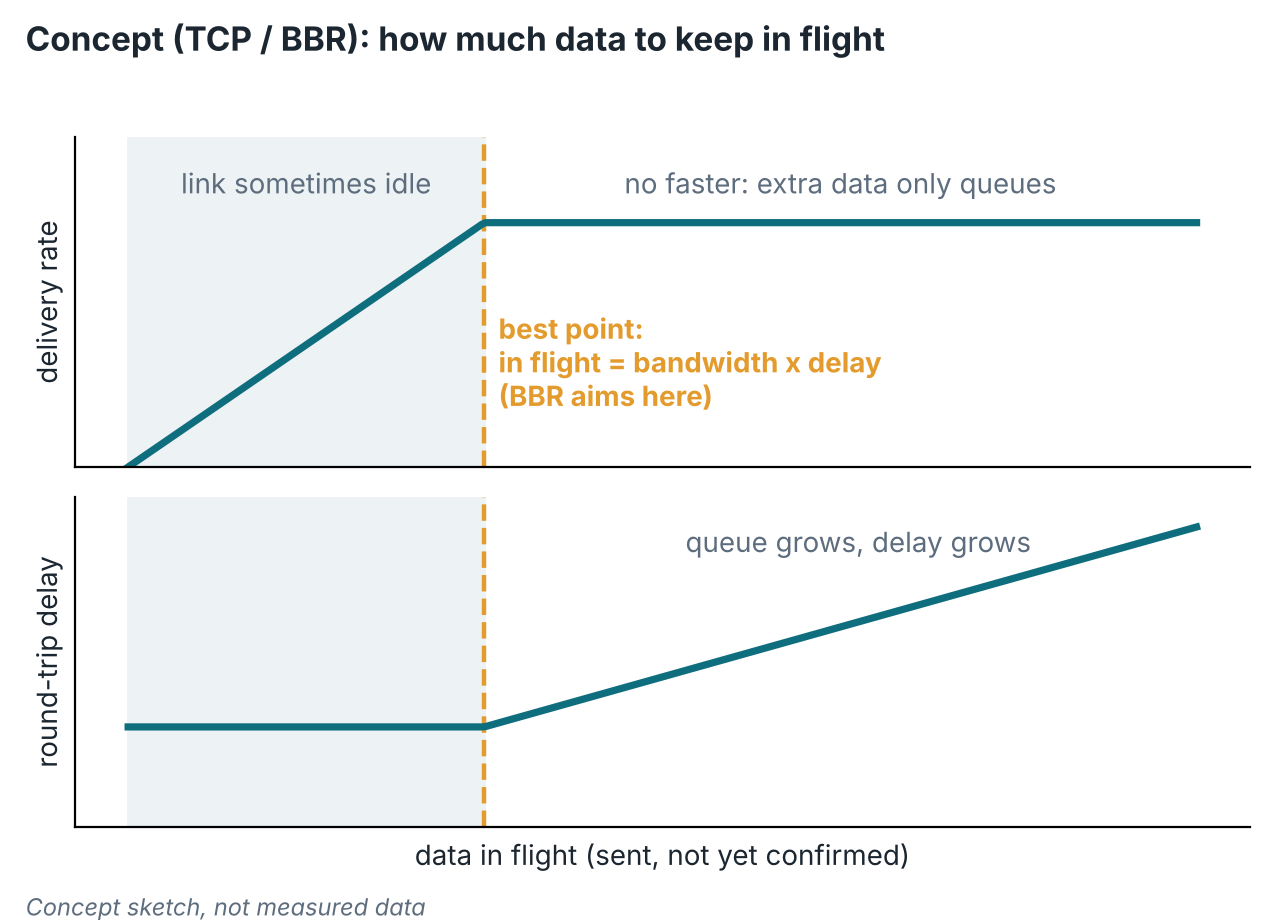 Concept (TCP / BBR): how much data to keep in flight
link sometimes idle
no faster: extra data only queues
delivery rate
best point:
in flight = bandwidth x delay
(BBR aims here)
queue grows, delay grows
round-trip delay
data in flight (sent, not yet confirmed)
Concept sketch, not measured data